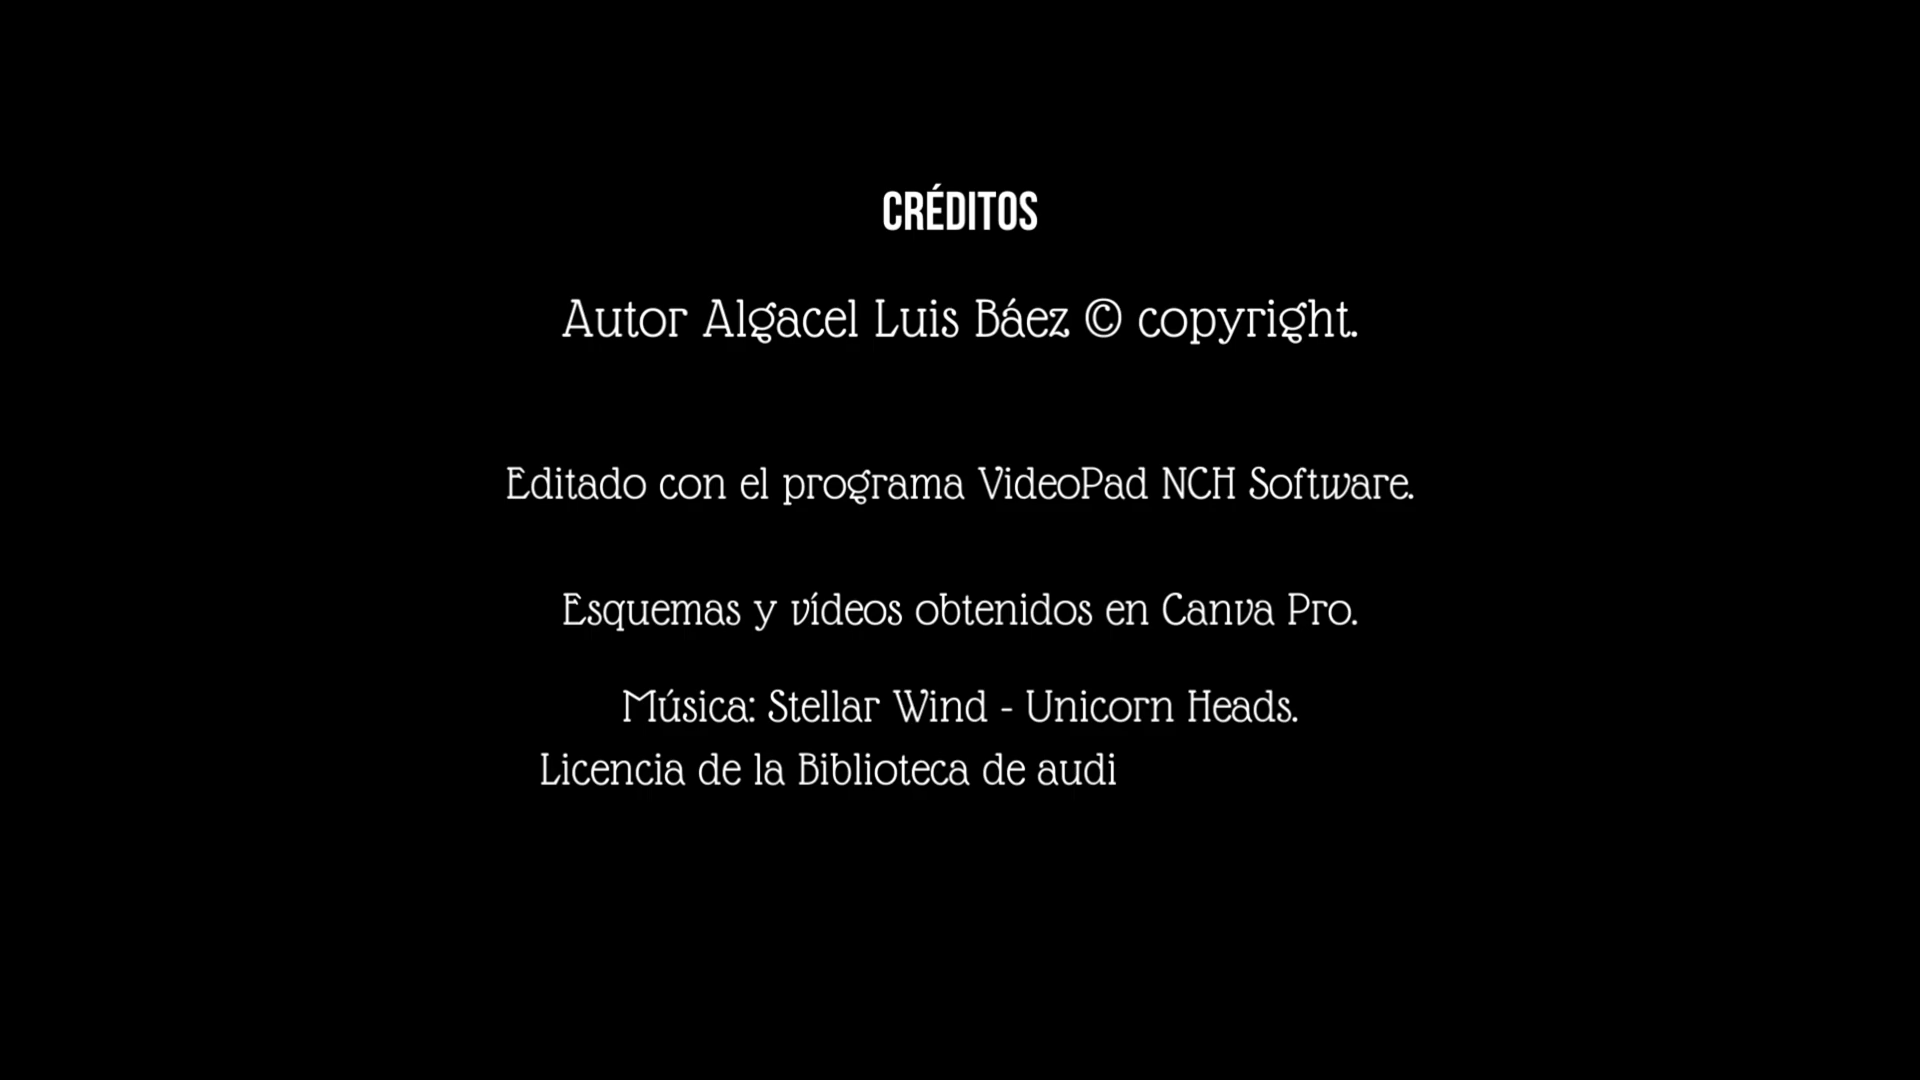 CRÉDITOS
Autor Algacel Luis Báez © copyright.
Editado con el programa VideoPad NCH Software.
Esquemas y vídeos obtenidos en Canva Pro.
Música: Stellar Wind - Unicorn Heads.
Licencia de la Biblioteca de audi